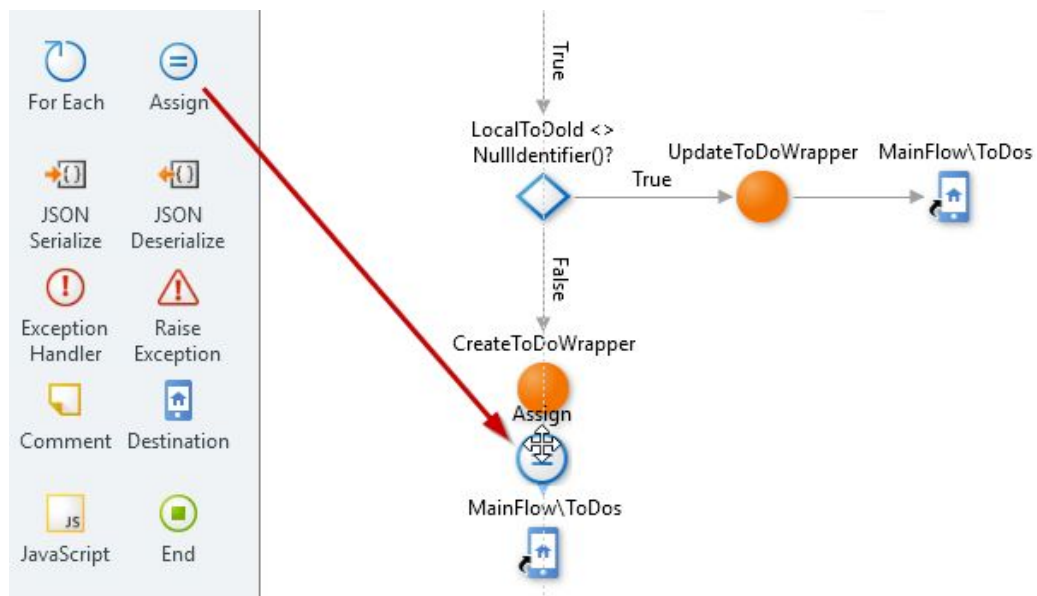 For Each
Assign
JSON
Serialize
JSON
Deserialize
Exception
Handler
Raise
Exception
Comment
Destination
JS
JavaScript
End
True
LocalToDoId <>
NullIdentifier()?
True
UpdateToDoWrapper
MainFlow\ToDos
False
CreateToDoWrapper
Assign
MainFlow\ToDos